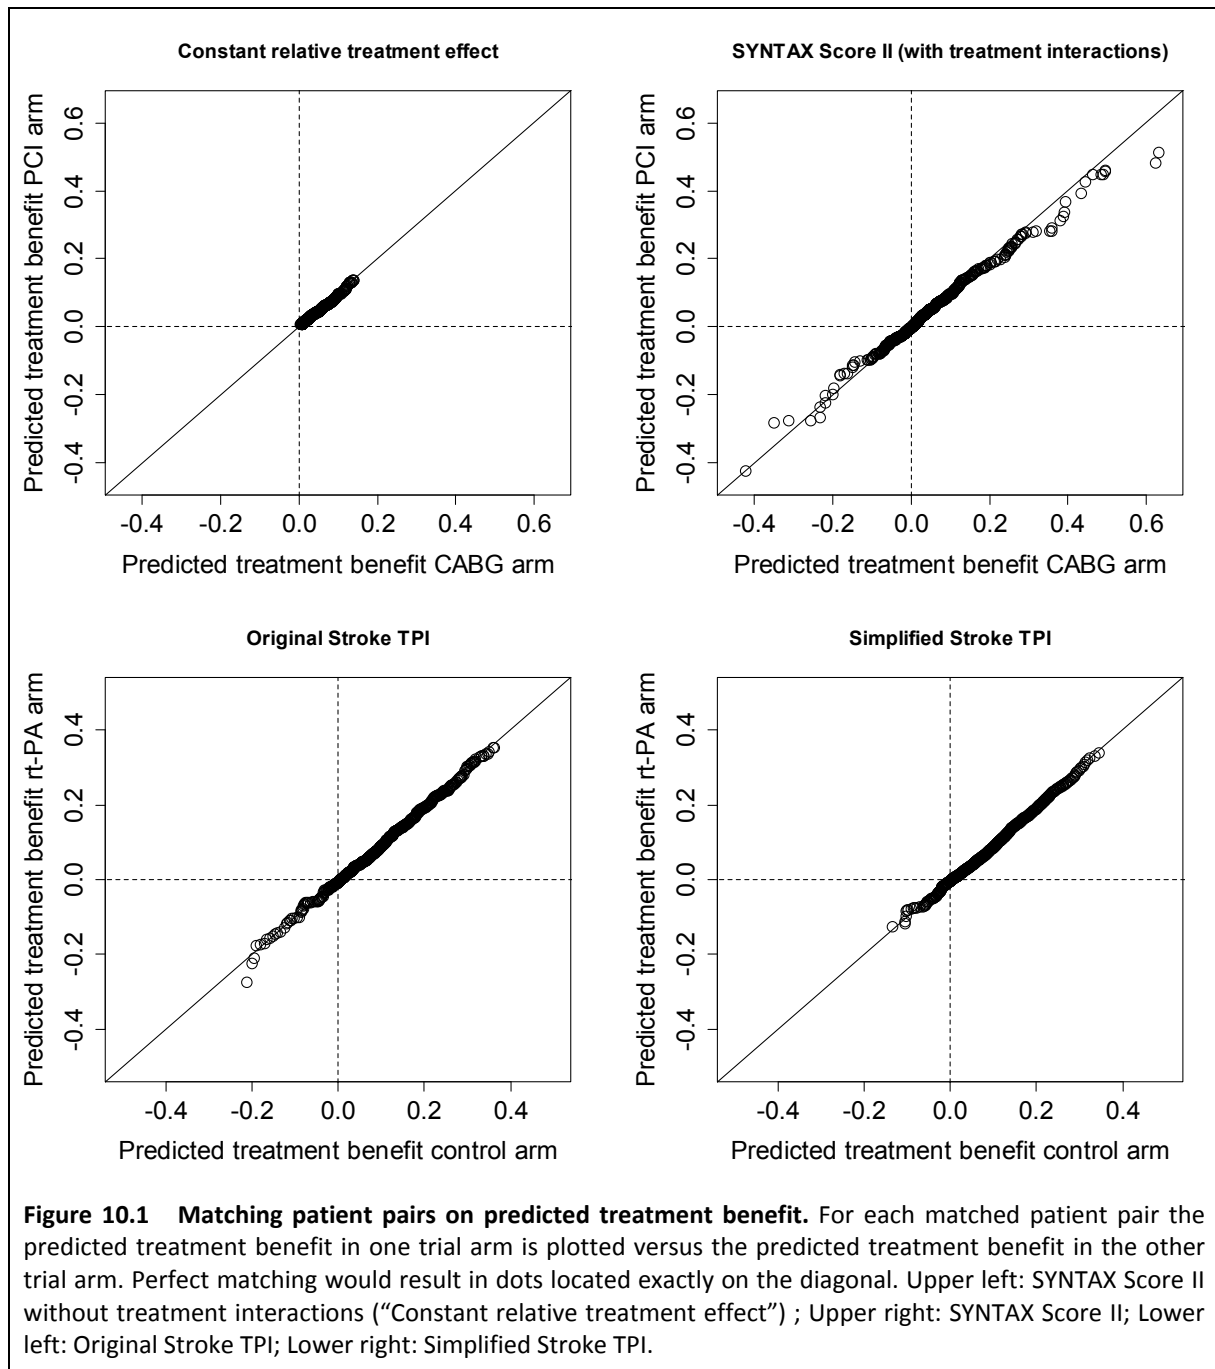 Constant relative treatment effect
Predicted treatment benefit PCI arm
0.6
0.4
0.2
0.0
-0.2
-0.4
-0.4 -0.2 0.0 0.2 0.4 0.6
Predicted treatment benefit CABG arm
SYNTAX Score II (with treatment interactions)
Predicted treatment benefit PCI arm
0.6
0.4
0.2
0.0
-0.2
-0.4
-0.4 -0.2 0.0 0.2 0.4 0.6
Predicted treatment benefit CABG arm
Original Stroke TPI
Predicted treatment benefit rt-PA arm
0.4
0.2
0.0
-0.2
-0.4
-0.4 -0.2 0.0 0.2 0.4
Predicted treatment benefit control arm
Simplified Stroke TPI
Predicted treatment benefit rt-PA arm
0.4
0.2
0.0
-0.2
-0.4
-0.4 -0.2 0.0 0.2 0.4
Predicted treatment benefit control arm
Figure 10.1 Matching patient pairs on predicted treatment benefit. For each matched patient pair the
predicted treatment benefit in one trial arm is plotted versus the predicted treatment benefit in the other
trial arm. Perfect matching would result in dots located exactly on the diagonal. Upper left: SYNTAX Score II
without treatment interactions (“Constant relative treatment effect”) ; Upper right: SYNTAX Score II; Lower
left: Original Stroke TPI; Lower right: Simplified Stroke TPI.